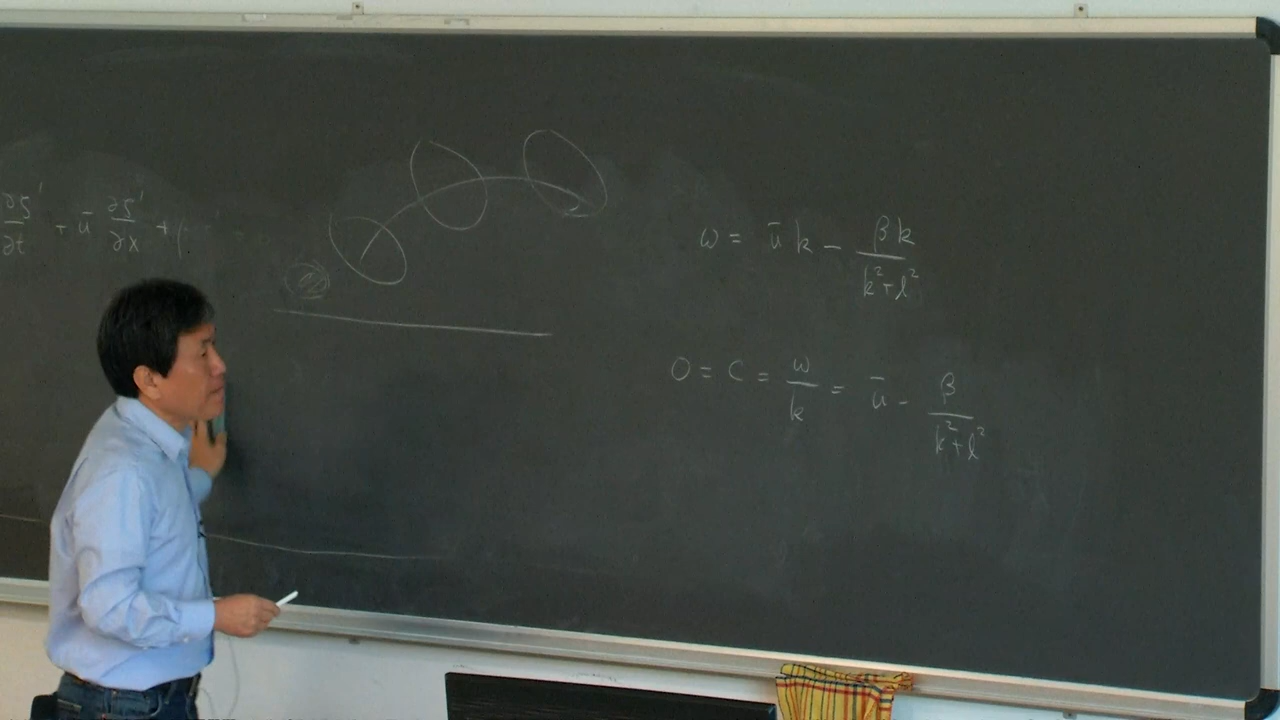 ∂ζ'/∂t + ū ∂ζ'/∂x +
ω = ū k − βk/(k²+l²)
0 = C = ω/k = ū − β/(k²+l²)